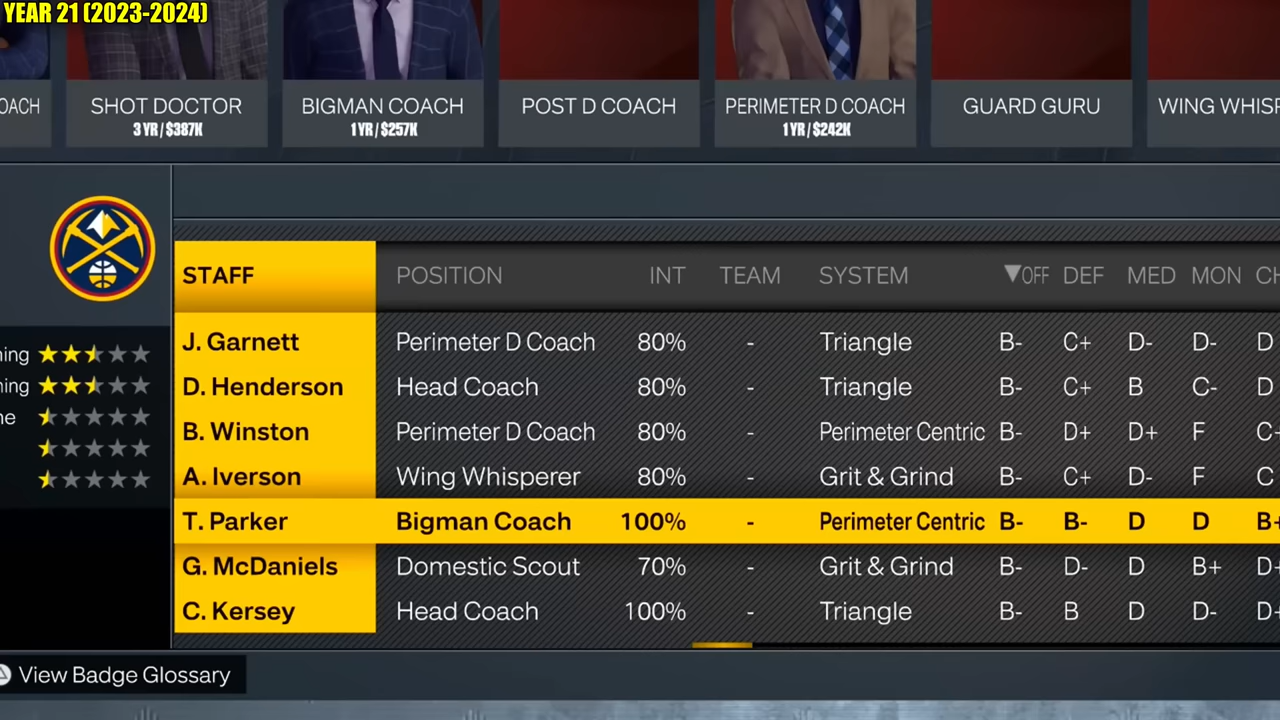 YEAR 21 (2023-2024)
OACH SHOT DOCTOR BIGMAN COACH POST D COACH PERIMETER D COACH GUARD GURU WING WHISP
3 YR / $387K 1 YR / $257K 1 YR / $242K
STAFF POSITION INT TEAM SYSTEM ▼OFF DEF MED MON CH
J. Garnett Perimeter D Coach 80% - Triangle B- C+ D- D- D
ning
D. Henderson Head Coach 80% - Triangle B- C+ B C- D
ning
B. Winston Perimeter D Coach 80% - Perimeter Centric B- D+ D+ F C-
ne
A. Iverson Wing Whisperer 80% - Grit & Grind B- C+ D- F C
T. Parker Bigman Coach 100% - Perimeter Centric B- B- D D B+
G. McDaniels Domestic Scout 70% - Grit & Grind B- D- D B+ D+
C. Kersey Head Coach 100% - Triangle B- B D D- D+
View Badge Glossary